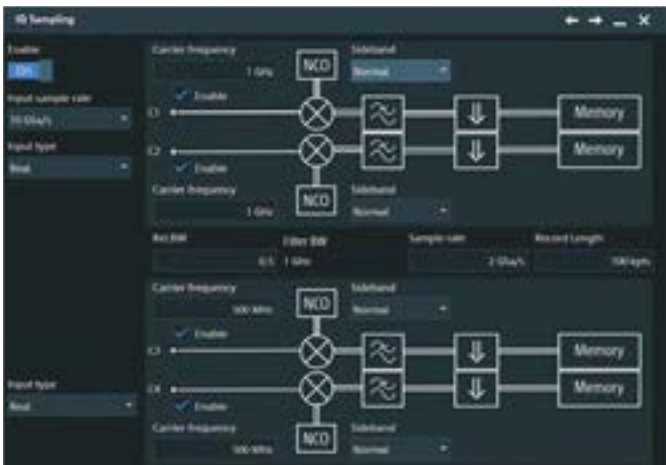 IQ Sampling
Enable
On
Input sample rate
Input type
Real
Carrier frequency
1 GHz
NCO
Sideband
Normal
Enable
C1
Memory
C2
Memory
Enable
Carrier frequency
1 GHz
NCO
Sideband
Normal
Rel.BW
0.5
Filter BW
1 GHz
Sample rate
2 GSa/s
Record Length
100 kpts
Carrier frequency
500 MHz
NCO
Sideband
Normal
Enable
C3
Memory
C4
Memory
Enable
Input type
Real
Carrier frequency
500 MHz
NCO
Sideband
Normal